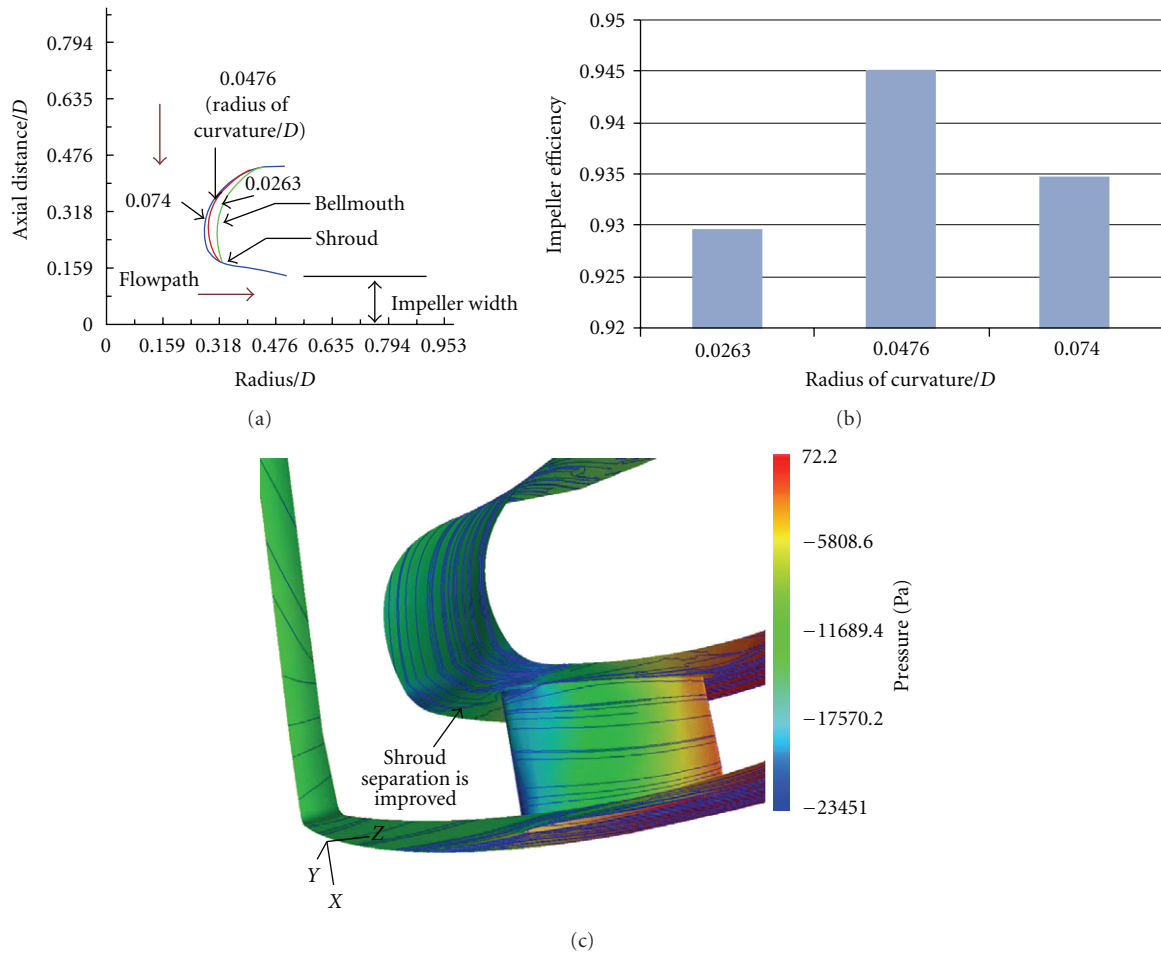 0.794
0.635
0.476
0.318
0.159
0
Axial distance/D
0.0476
(radius of
curvature/D)
0.0263
0.074
Bellmouth
Shroud
Flowpath
Impeller width
0 0.159 0.318 0.476 0.635 0.794 0.953
Radius/D
(a)
0.95
0.945
0.94
0.935
0.93
0.925
0.92
Impeller efficiency
0.0263 0.0476 0.074
Radius of curvature/D
(b)
72.2
−5808.6
−11689.4
−17570.2
−23451
Pressure (Pa)
Shroud
separation is
improved
Z
Y
X
(c)